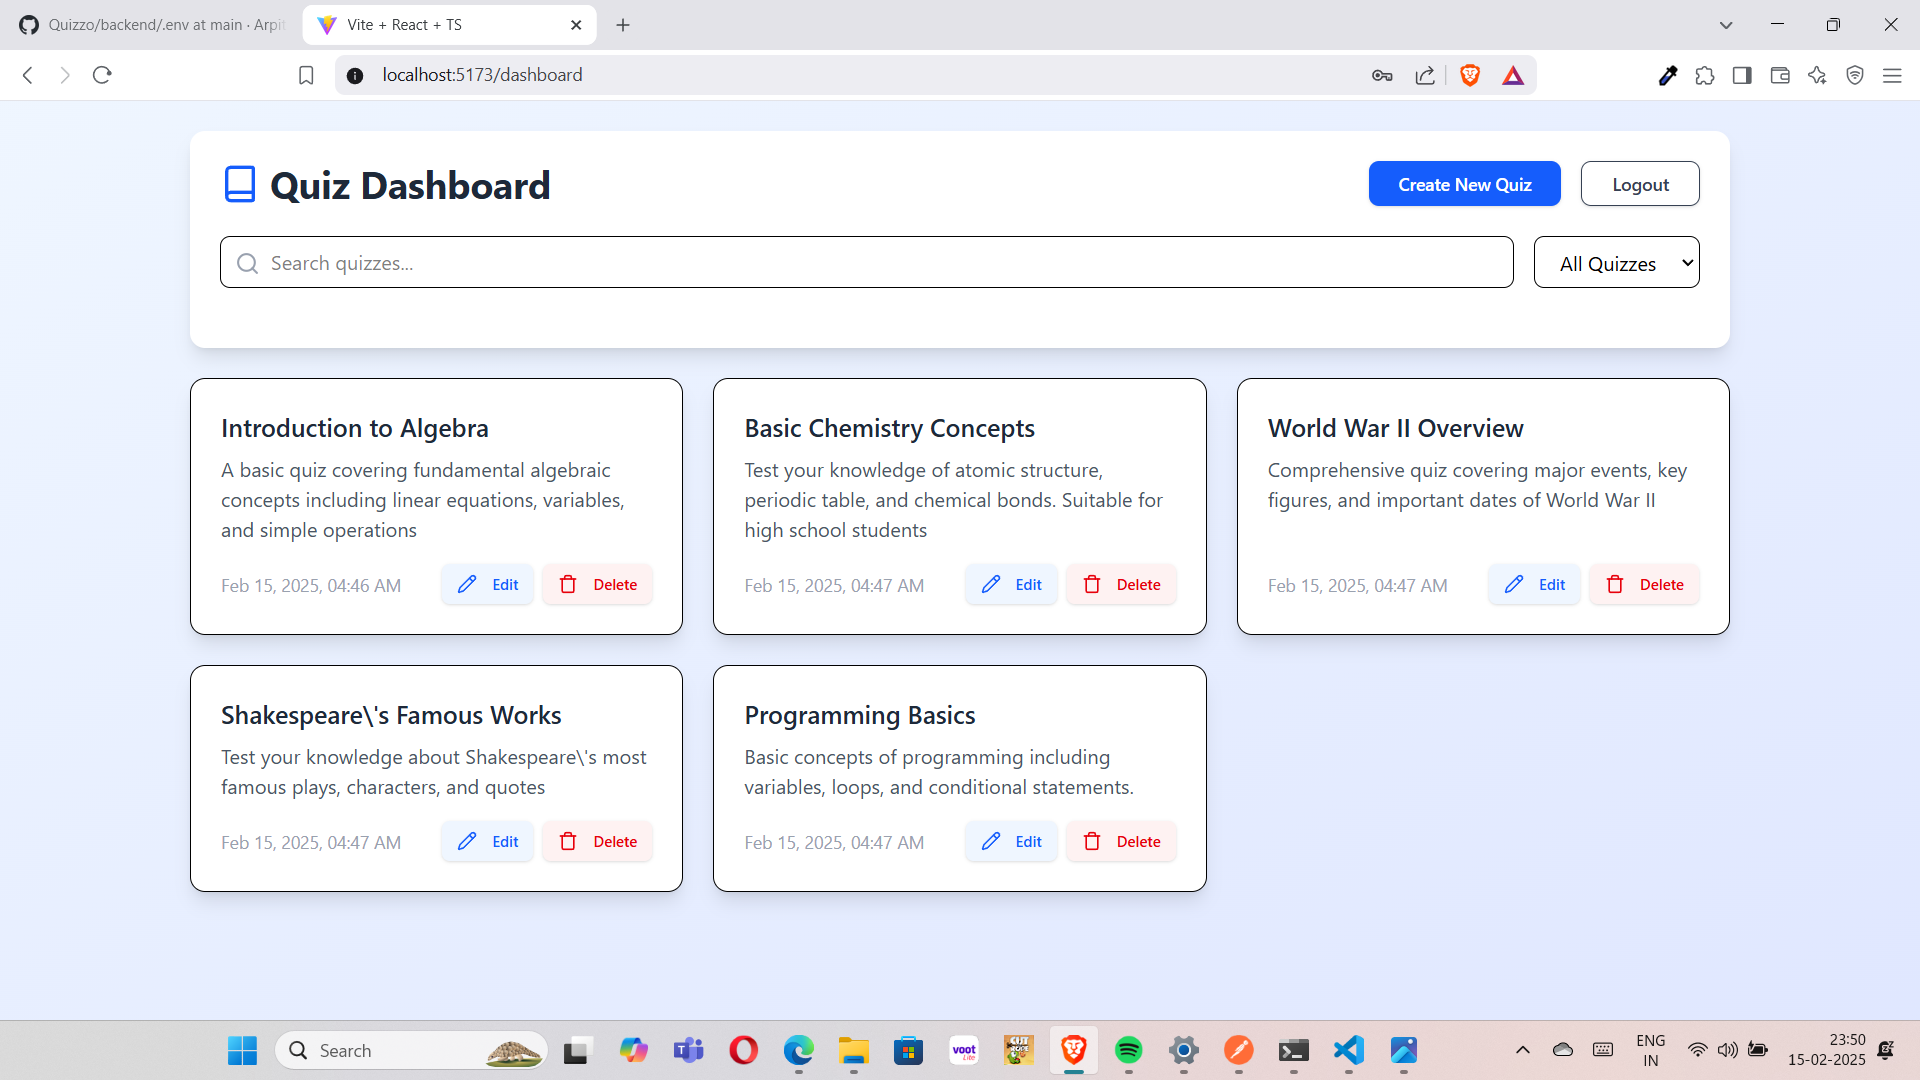 Quizzo/backend/.env at main · Arpit
Vite + React + TS
localhost:5173/dashboard
Quiz Dashboard
Create New Quiz
Logout
Search quizzes...
All Quizzes
Introduction to Algebra
A basic quiz covering fundamental algebraic
concepts including linear equations, variables,
and simple operations
Feb 15, 2025, 04:46 AM
Edit
Delete
Basic Chemistry Concepts
Test your knowledge of atomic structure,
periodic table, and chemical bonds. Suitable for
high school students
Feb 15, 2025, 04:47 AM
Edit
Delete
World War II Overview
Comprehensive quiz covering major events, key
figures, and important dates of World War II
Feb 15, 2025, 04:47 AM
Edit
Delete
Shakespeare\'s Famous Works
Test your knowledge about Shakespeare\'s most
famous plays, characters, and quotes
Feb 15, 2025, 04:47 AM
Edit
Delete
Programming Basics
Basic concepts of programming including
variables, loops, and conditional statements.
Feb 15, 2025, 04:47 AM
Edit
Delete
Search
voot
Lite
ENG
IN
23:50
15-02-2025